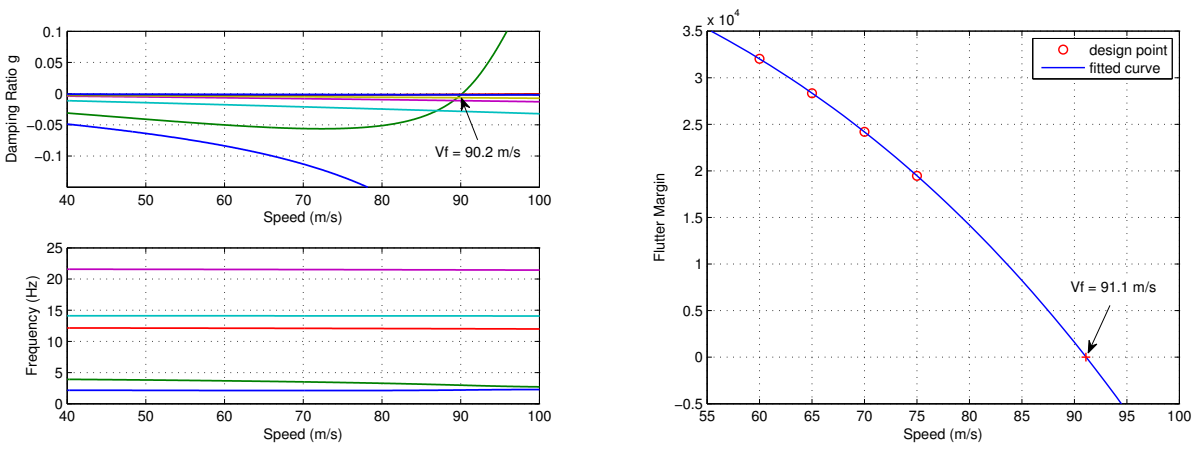 0.1
0.05
0
−0.05
−0.1
Damping Ratio g
Vf = 90.2 m/s
40 50 60 70 80 90 100
Speed (m/s)
25
20
15
10
5
0
Frequency (Hz)
40 50 60 70 80 90 100
Speed (m/s)
x 10^4
3.5
3
2.5
2
1.5
1
0.5
0
−0.5
Flutter Margin
design point
fitted curve
Vf = 91.1 m/s
55 60 65 70 75 80 85 90 95 100
Speed (m/s)